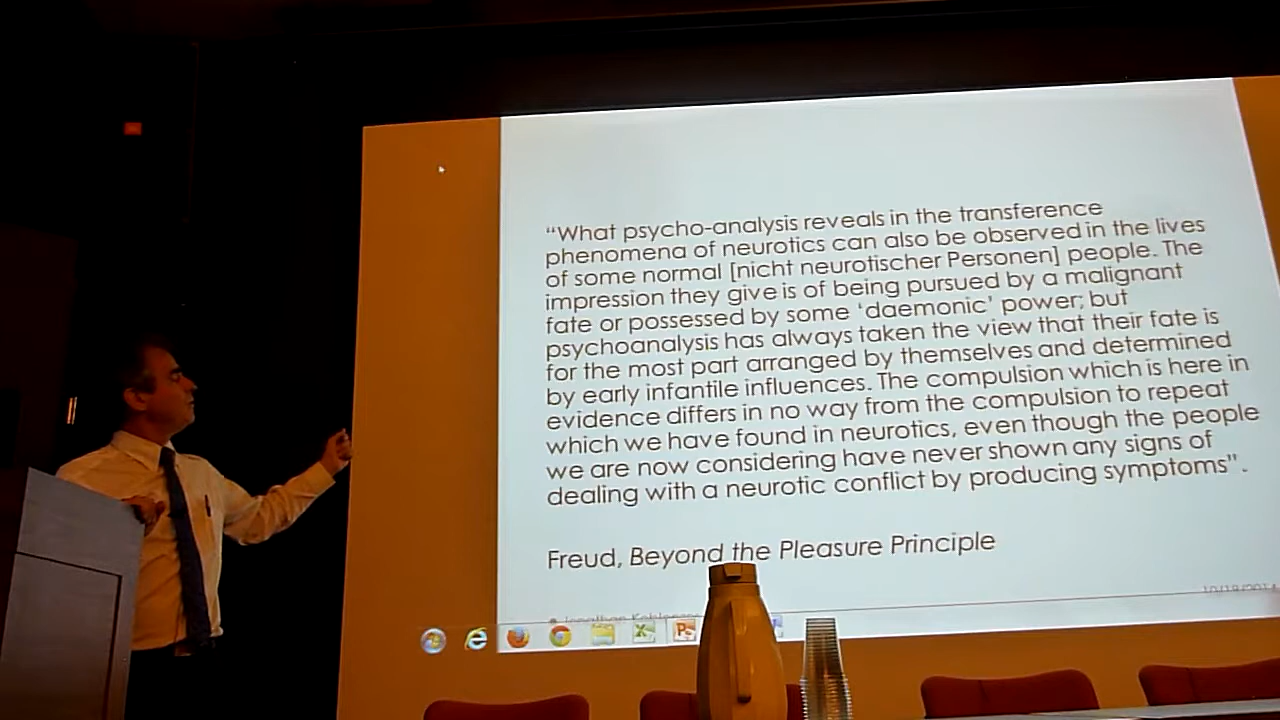 “What psycho-analysis reveals in the transference
phenomena of neurotics can also be observed in the lives
of some normal [nicht neurotischer Personen] people. The
impression they give is of being pursued by a malignant
fate or possessed by some ‘daemonic’ power; but
psychoanalysis has always taken the view that their fate is
for the most part arranged by themselves and determined
by early infantile influences. The compulsion which is here in
evidence differs in no way from the compulsion to repeat
which we have found in neurotics, even though the people
we are now considering have never shown any signs of
dealing with a neurotic conflict by producing symptoms” .
Freud, Beyond the Pleasure Principle